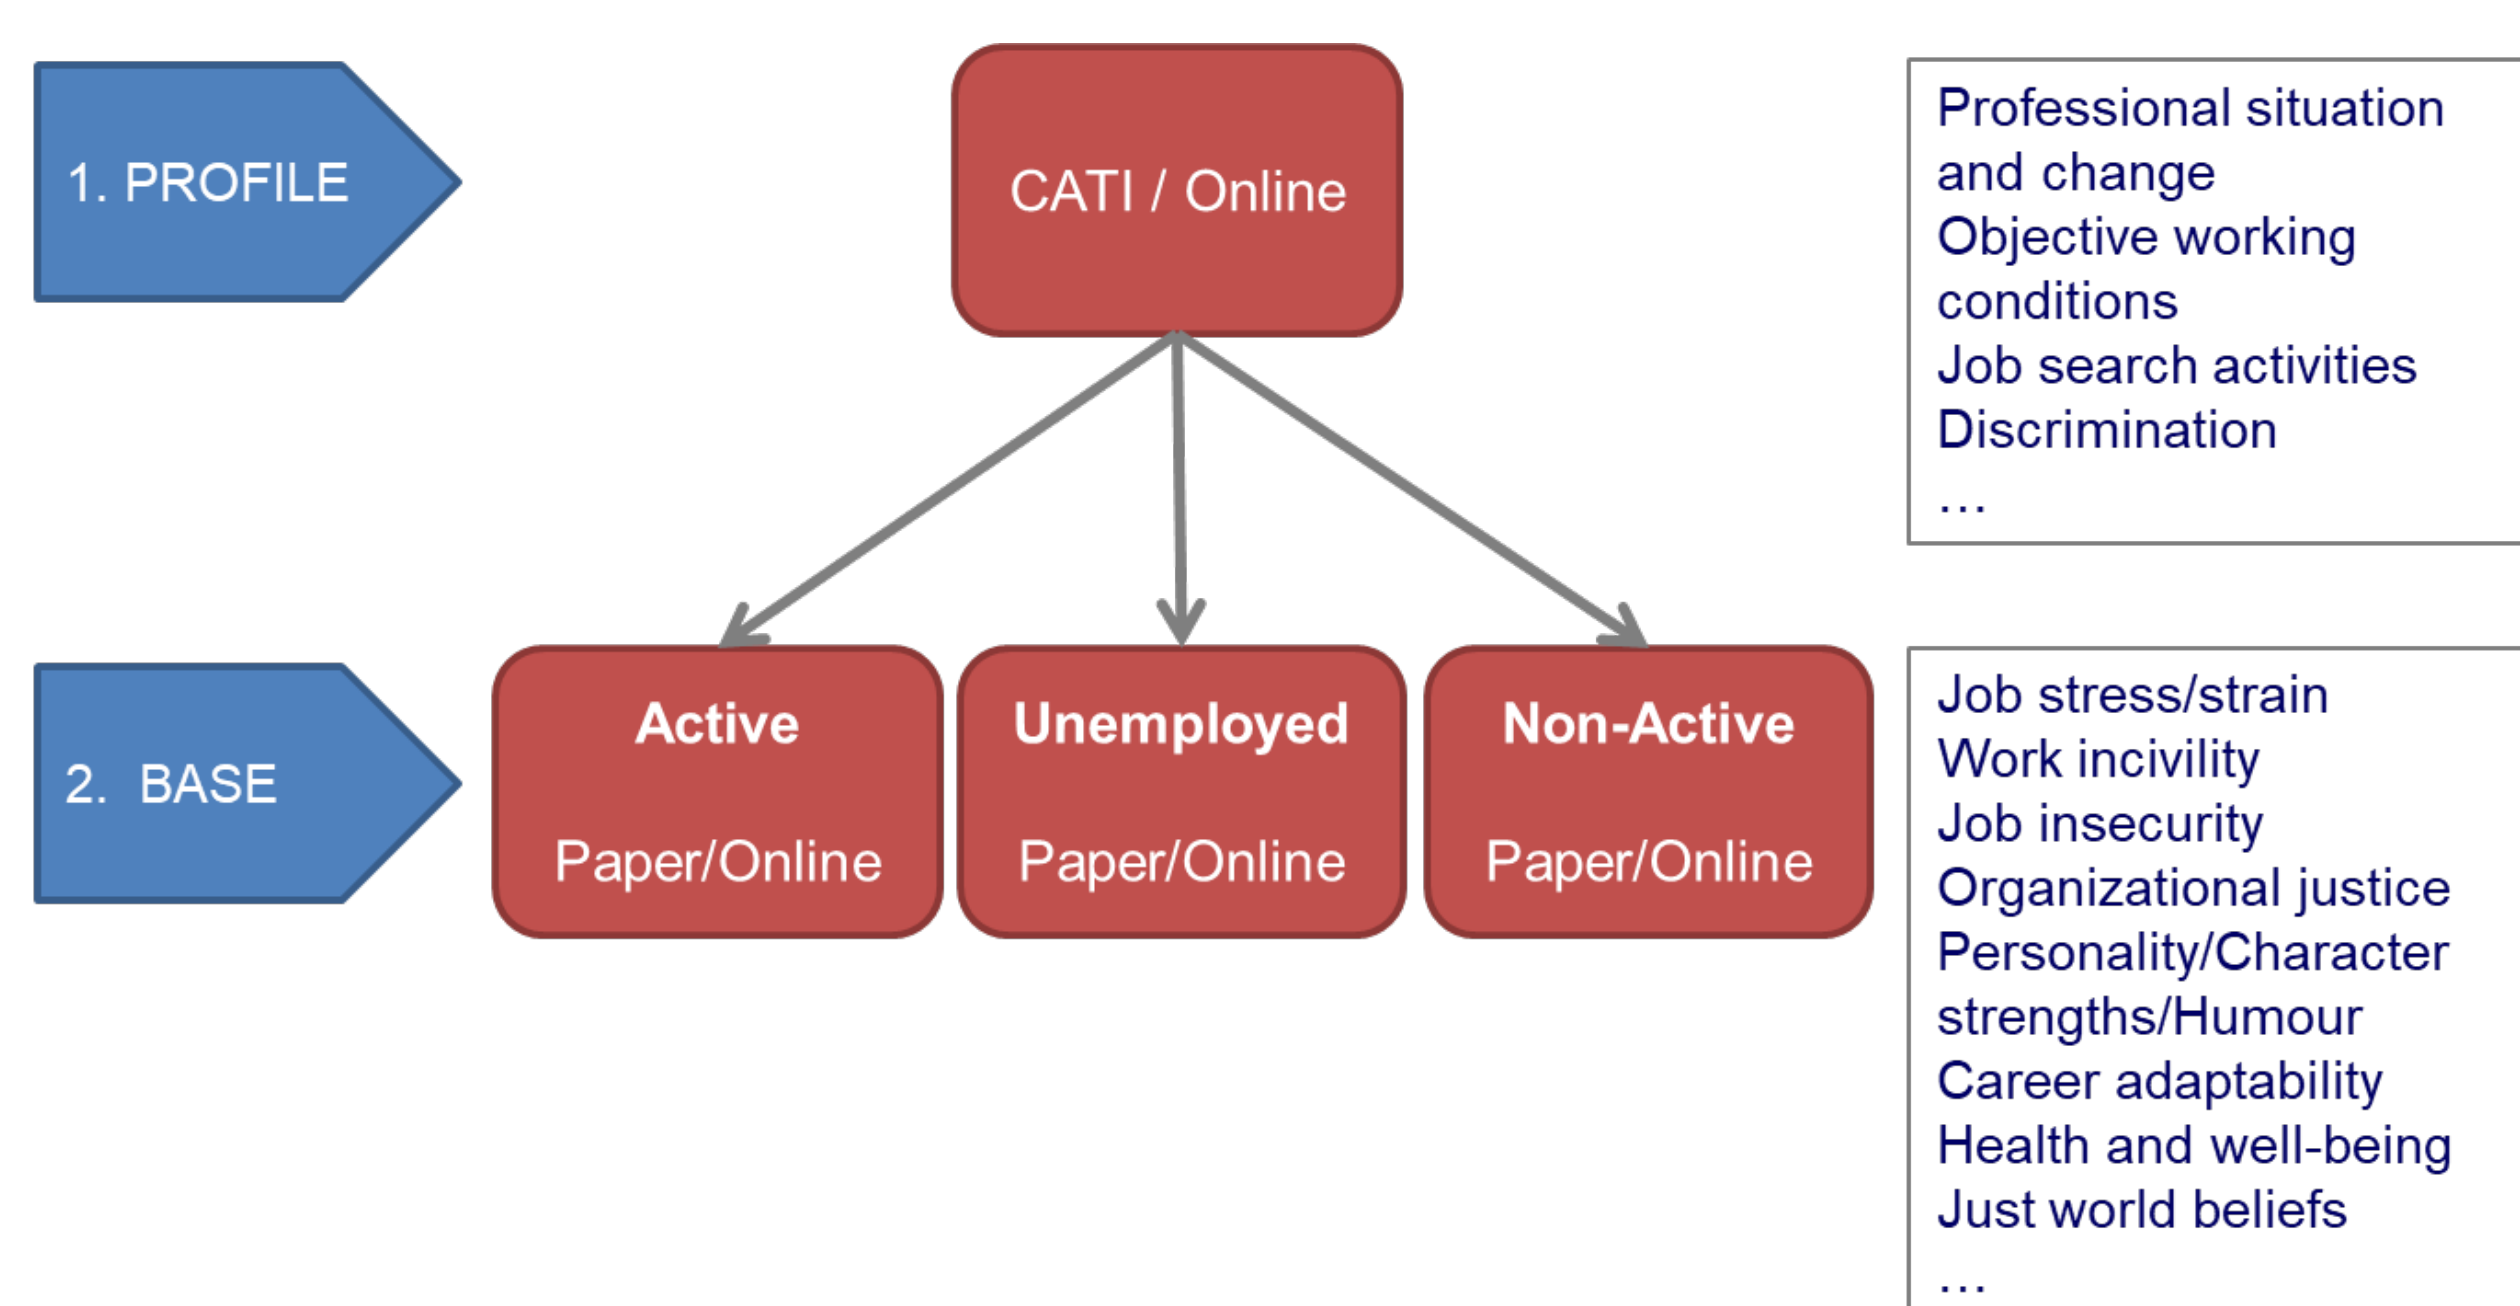 1. PROFILE
CATI / Online
Professional situation
and change
Objective working
conditions
Job search activities
Discrimination
…
2. BASE
Active
Paper/Online
Unemployed
Paper/Online
Non-Active
Paper/Online
Job stress/strain
Work incivility
Job insecurity
Organizational justice
Personality/Character
strengths/Humour
Career adaptability
Health and well-being
Just world beliefs
…